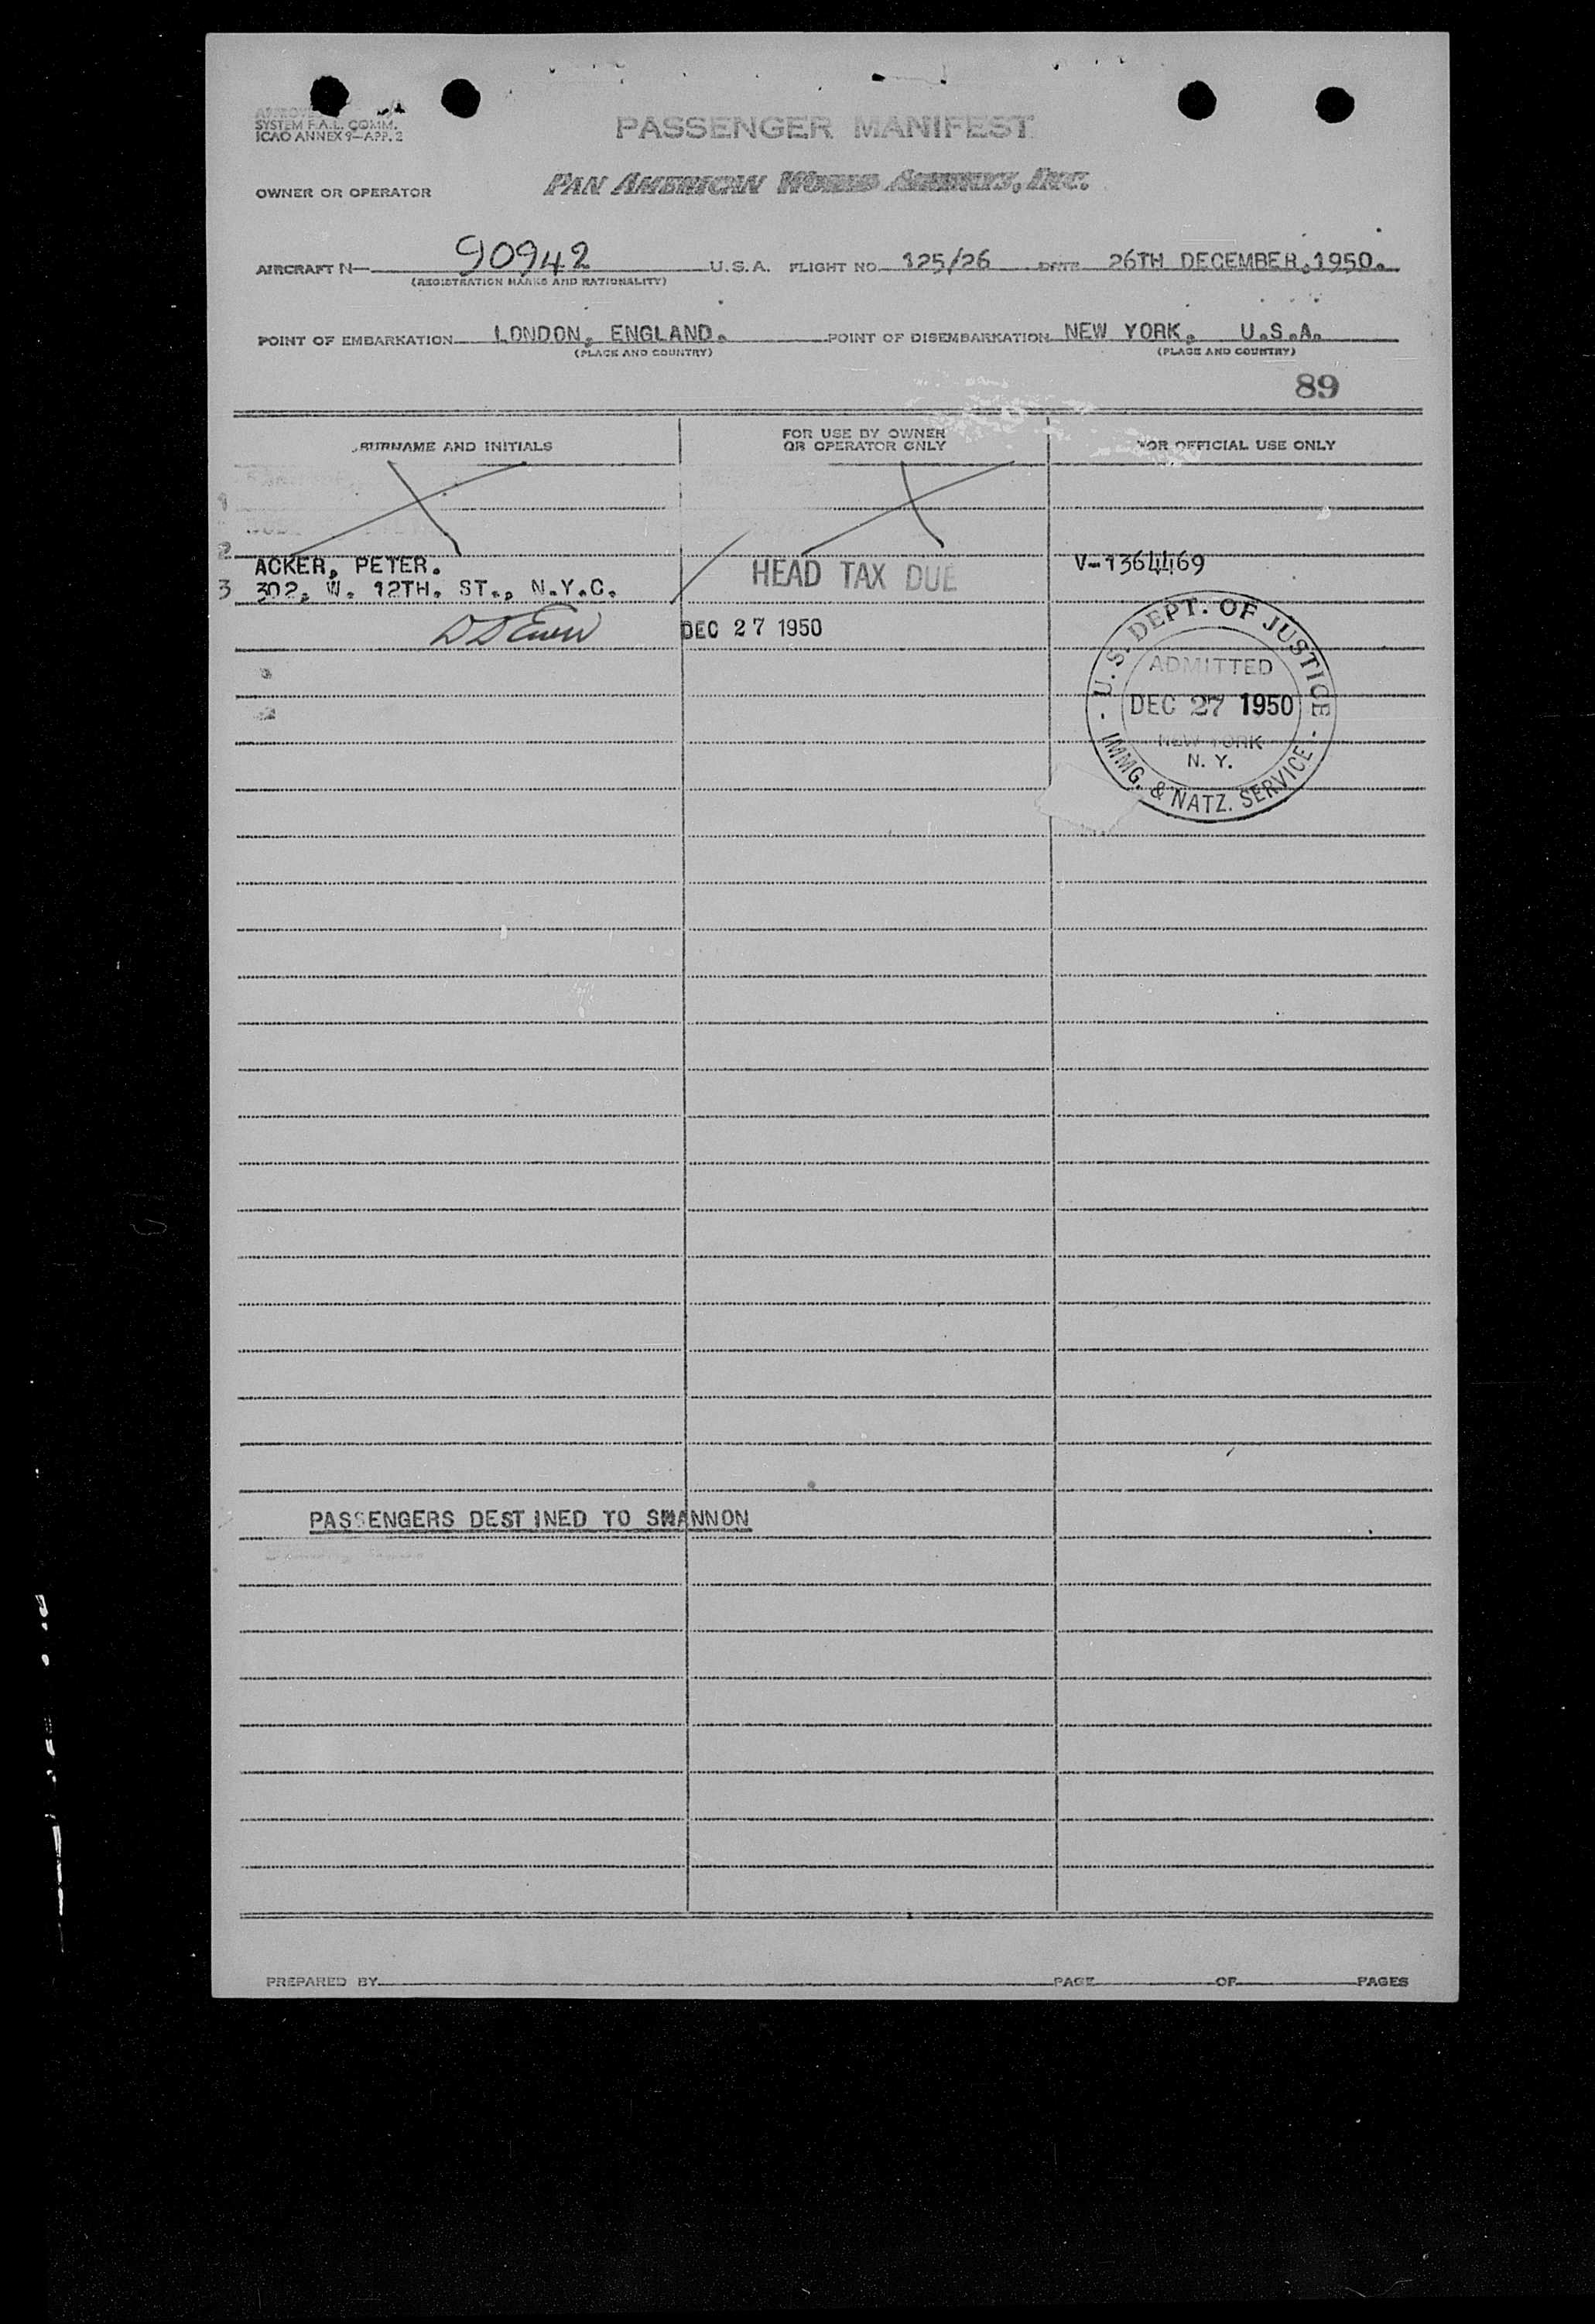 SYSTEM F.A.L. COMM.
ICAO ANNEX 9—APP. 2
PASSENGER MANIFEST
OWNER OR OPERATOR
PAN AMERICAN WORLD AIRWAYS, INC.
AIRCRAFT N— 90942 U.S.A. FLIGHT NO. 125/26 DATE 26TH DECEMBER,1950.
(REGISTRATION MARKS AND NATIONALITY)
POINT OF EMBARKATION LONDON, ENGLAND. POINT OF DISEMBARKATION NEW YORK, U.S.A.
(PLACE AND COUNTRY) (PLACE AND COUNTRY)
89
SURNAME AND INITIALS
FOR USE BY OWNER
OR OPERATOR ONLY
FOR OFFICIAL USE ONLY
1
2
ACKER, PETER.
3 302, W. 12TH. ST., N.Y.C.
HEAD TAX DUE
V-1364469
DEC 27 1950
U.S. DEPT. OF JUSTICE
ADMITTED
DEC 27 1950
NEW YORK
N. Y.
IMMG. & NATZ. SERVICE
PASSENGERS DESTINED TO SHANNON
PREPARED BY PAGE OF PAGES